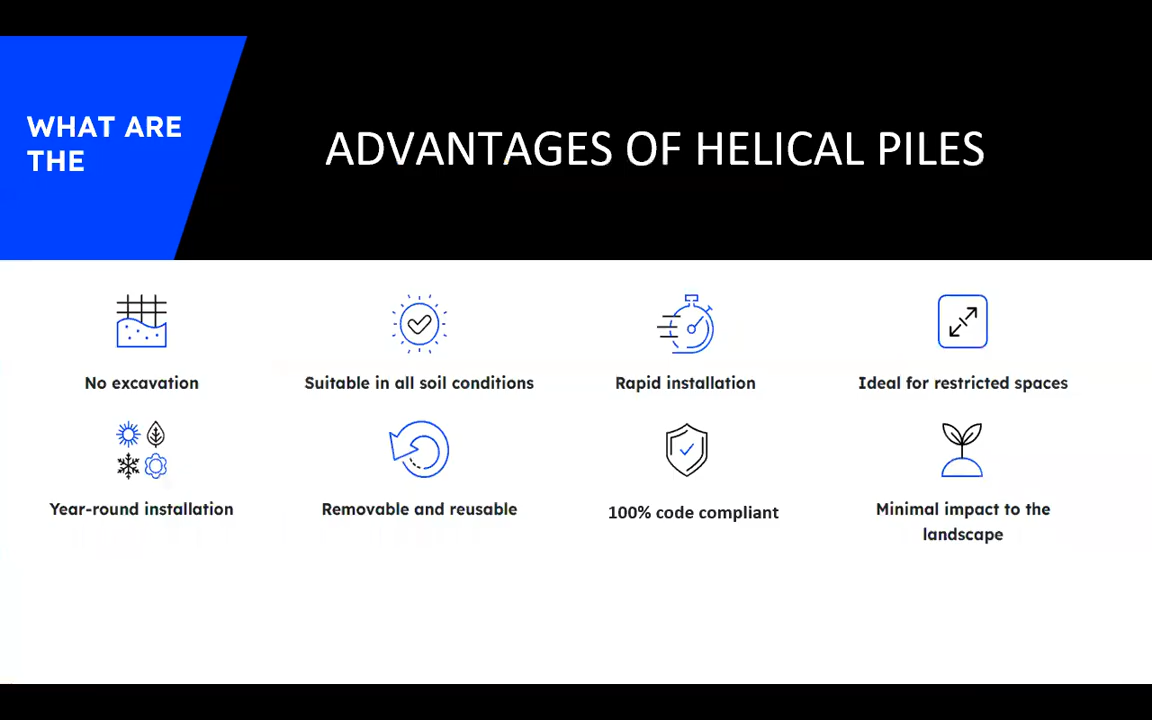 WHAT ARE
THE
ADVANTAGES OF HELICAL PILES
No excavation
Suitable in all soil conditions
Rapid installation
Ideal for restricted spaces
Year-round installation
Removable and reusable
100% code compliant
Minimal impact to the
landscape